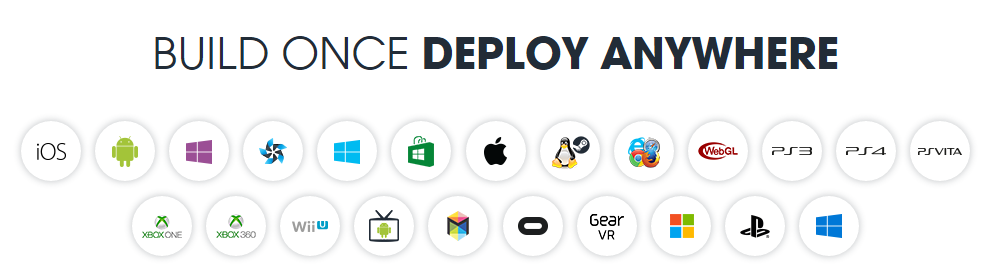 BUILD ONCE DEPLOY ANYWHERE
iOS WebGL PS3 PS4 PSVITA
XBOX ONE XBOX 360 Wii U Gear VR